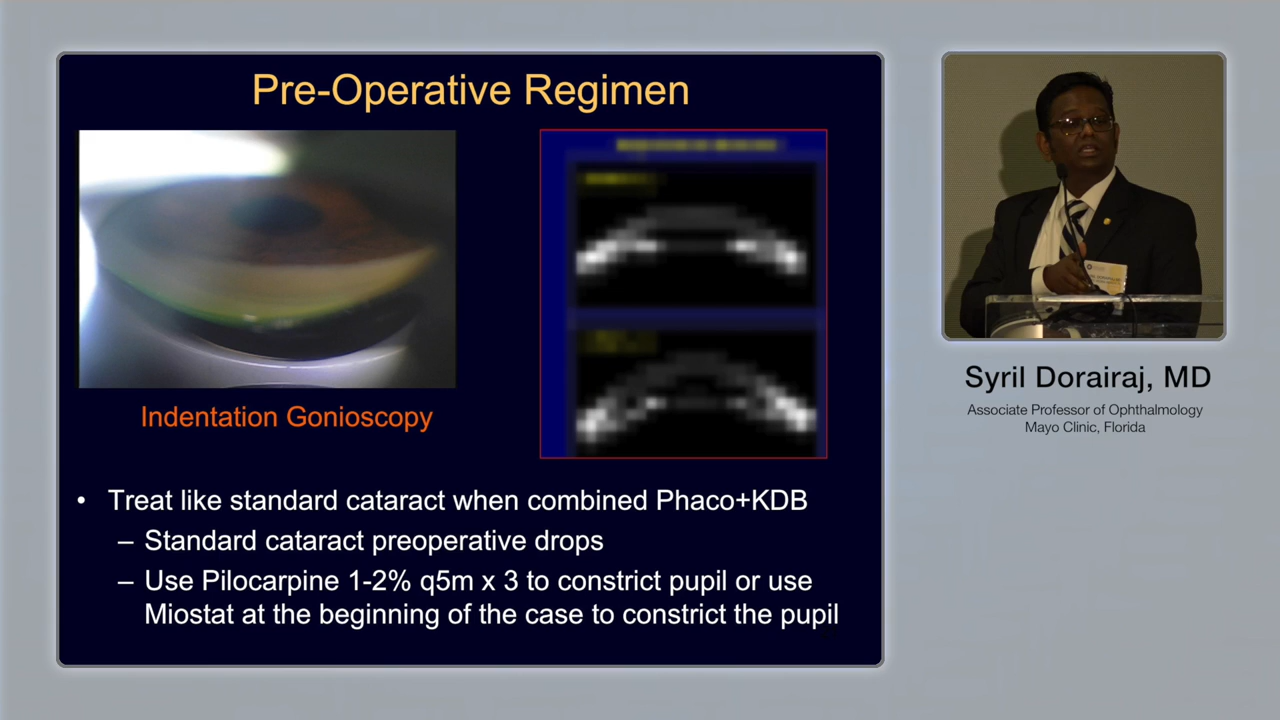 Pre-Operative Regimen
Indentation Gonioscopy
• Treat like standard cataract when combined Phaco+KDB
– Standard cataract preoperative drops
– Use Pilocarpine 1-2% q5m x 3 to constrict pupil or use
Miostat at the beginning of the case to constrict the pupil
Syril Dorairaj, MD
Associate Professor of Ophthalmology
Mayo Clinic, Florida